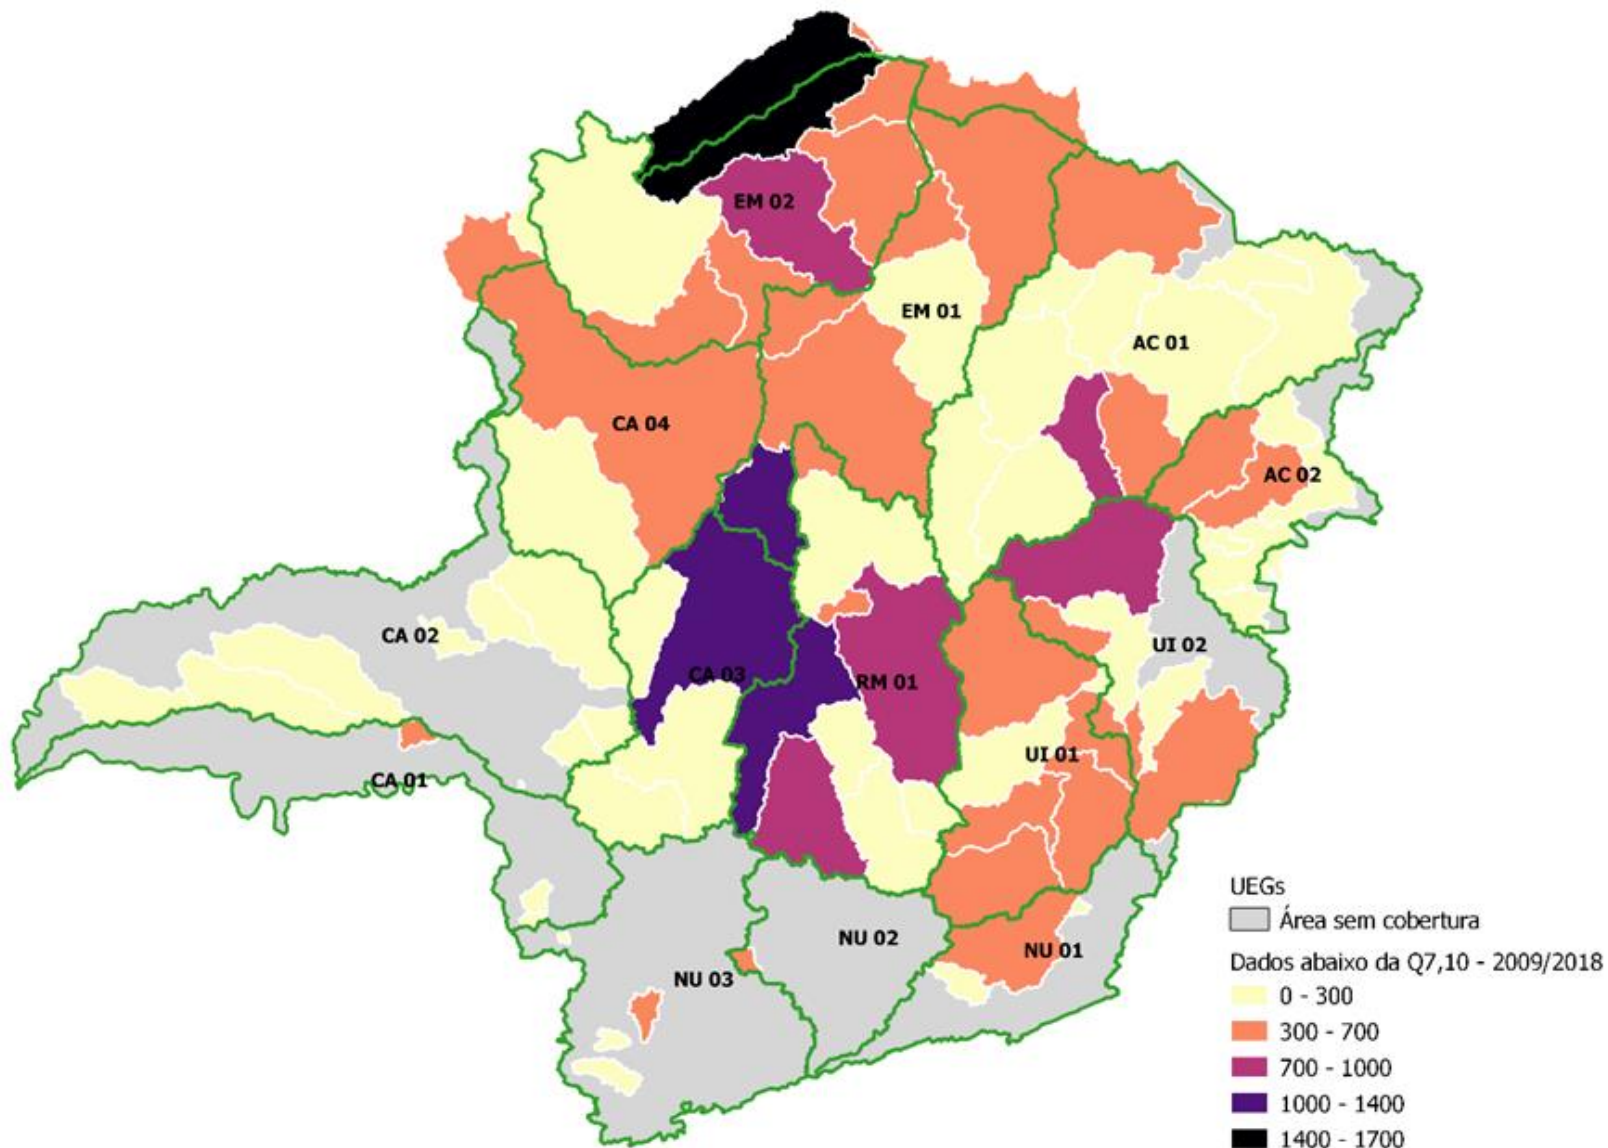 EM 02
EM 01
AC 01
CA 04
AC 02
CA 02
UI 02
CA 03
RM 01
UI 01
CA 01
NU 02
NU 01
NU 03
UEGs
Área sem cobertura
Dados abaixo da Q7,10 - 2009/2018
0 - 300
300 - 700
700 - 1000
1000 - 1400
1400 - 1700